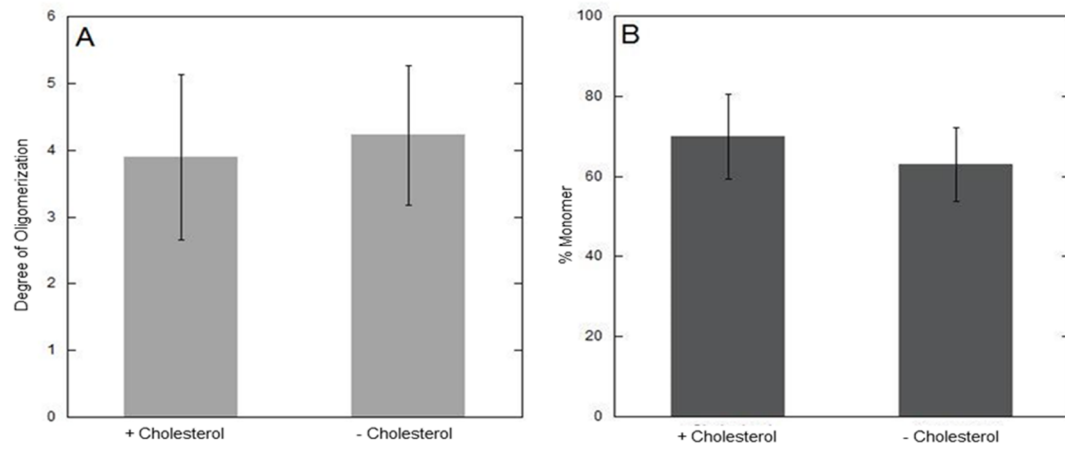 A
6
5
4
3
2
1
0
Degree of Oligomerization
+ Cholesterol
- Cholesterol
B
100
80
60
40
20
0
% Monomer
+ Cholesterol
- Cholesterol